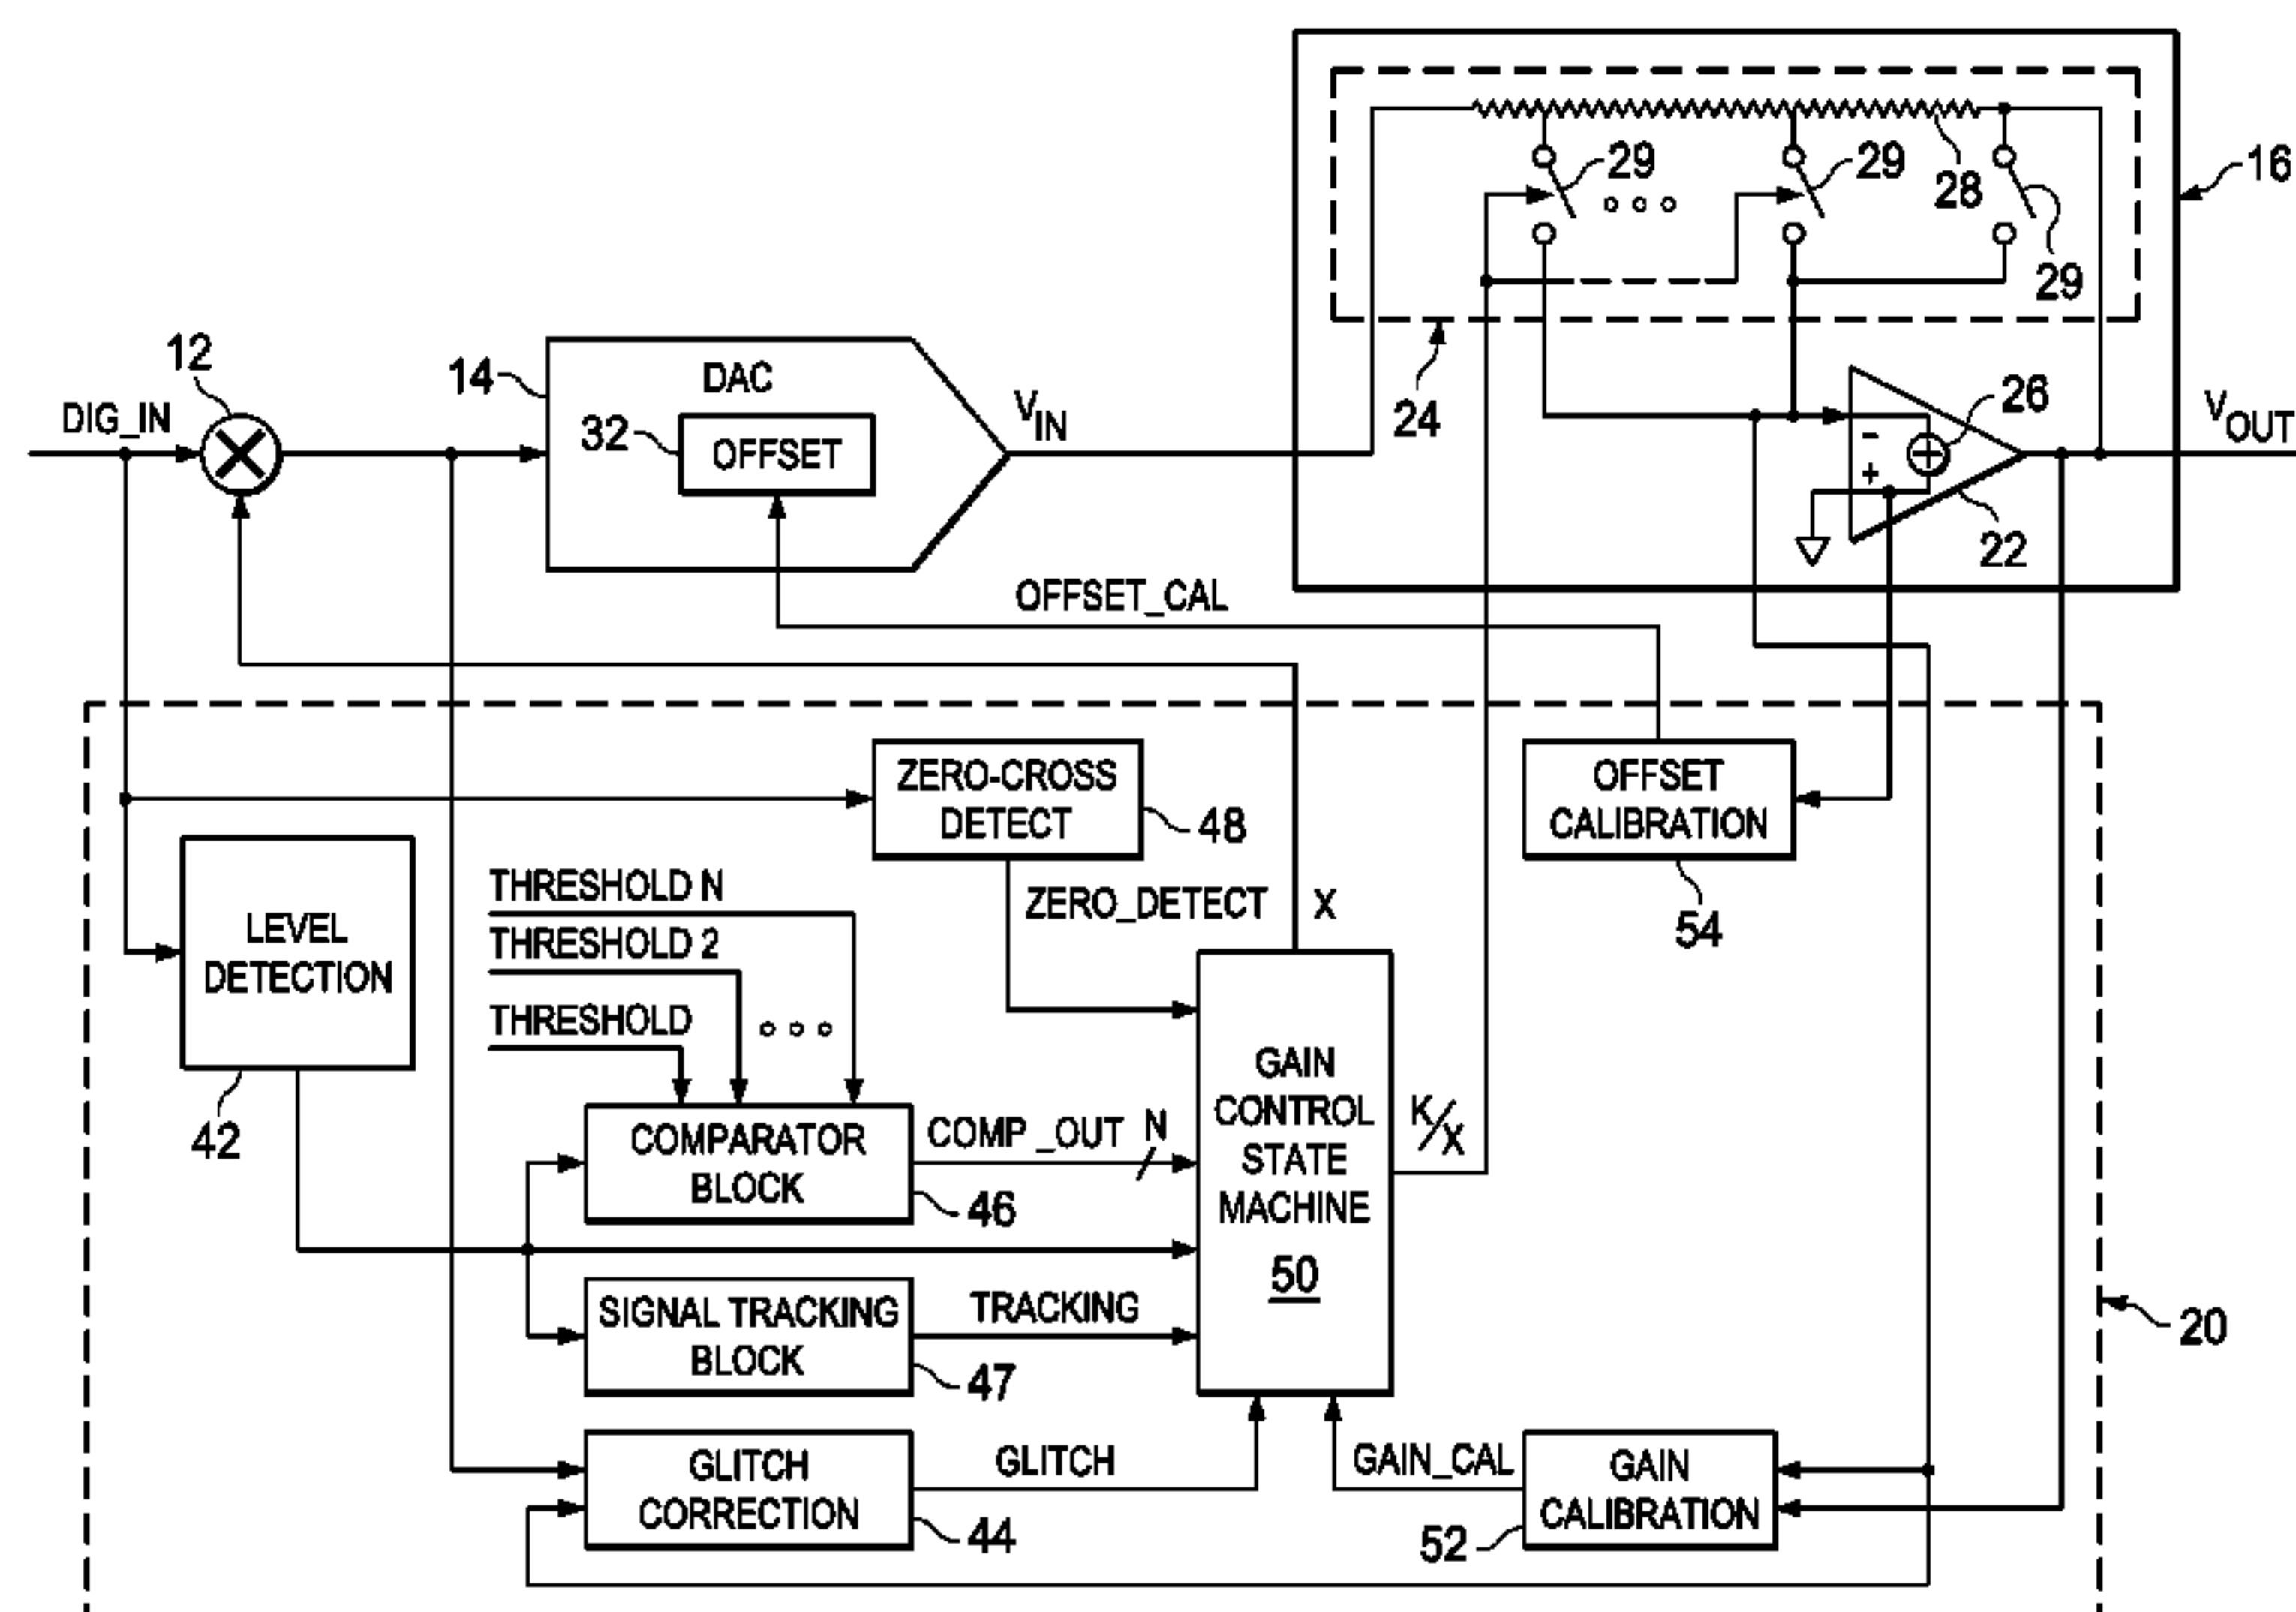 16
29
29
28
29
24
12
DIG_IN
14
DAC
32
OFFSET
VIN
26
-
+
22
VOUT
OFFSET_CAL
ZERO-CROSS
DETECT
48
OFFSET
CALIBRATION
54
LEVEL
DETECTION
42
THRESHOLD N
THRESHOLD 2
THRESHOLD
ZERO_DETECT
X
COMPARATOR
BLOCK
46
COMP_OUT
N
GAIN
CONTROL
STATE
MACHINE
50
K/X
SIGNAL TRACKING
BLOCK
47
TRACKING
20
GLITCH
CORRECTION
44
GLITCH
GAIN_CAL
GAIN
CALIBRATION
52